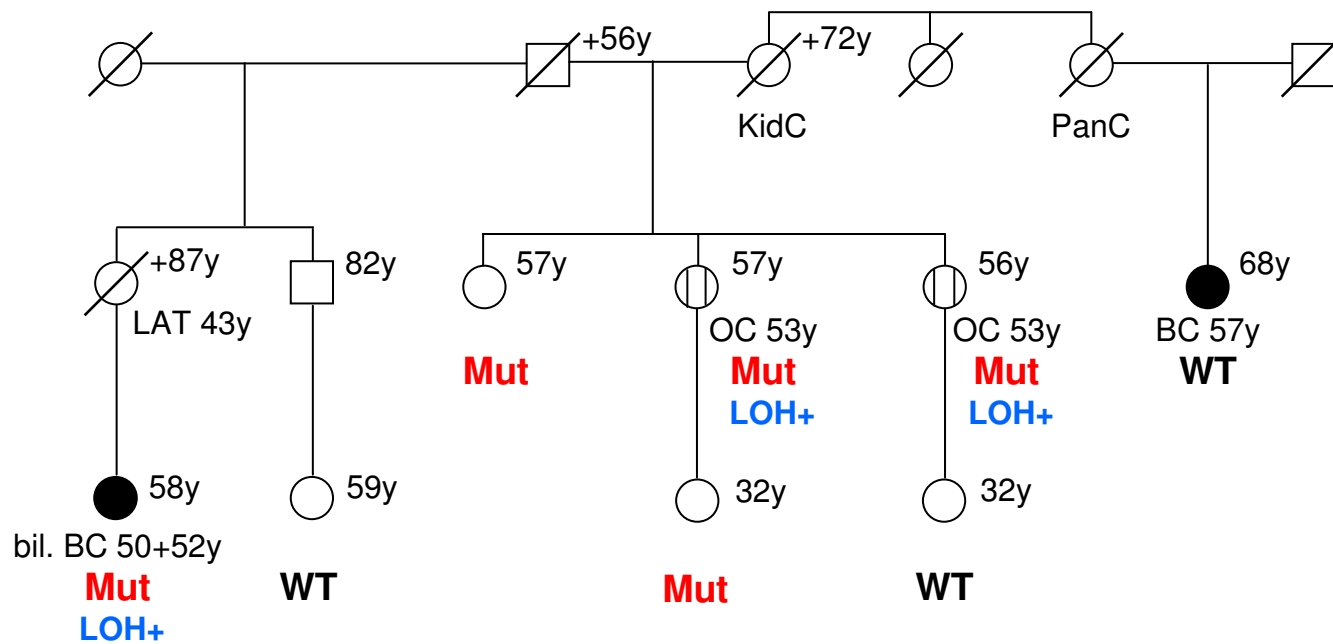 +56y
+72y
KidC
PanC
+87y
LAT 43y
82y
57y
Mut
57y
OC 53y
Mut
LOH+
56y
OC 53y
Mut
LOH+
68y
BC 57y
WT
58y
bil. BC 50+52y
Mut
LOH+
59y
WT
32y
Mut
32y
WT